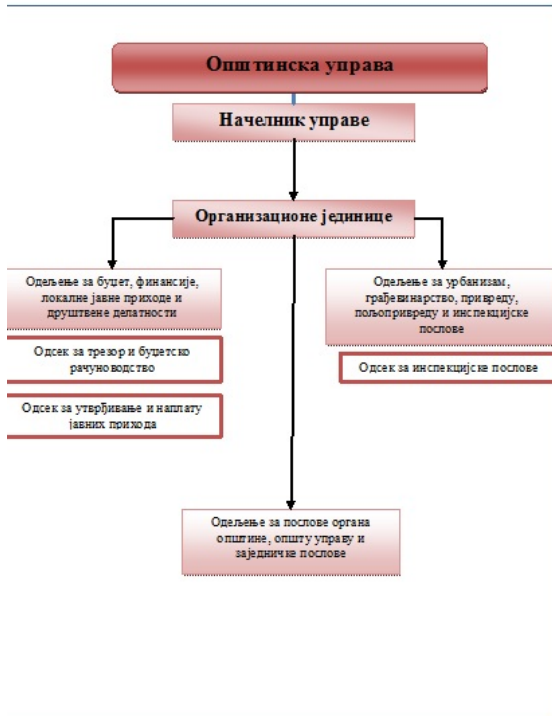 Општинска управа
Начелник управе
Организационе јединице
Одељење за буџет, финансије,
локалне јавне приходе и
друштвене делатности
Одсек за трезор и буџетско
рачуноводство
Одсек за утврђивање и наплату
јавних прихода
Одељење за урбанизам,
грађевинарство, привреду,
пољопривреду и инспекцијске
послове
Одсек за инспекцијске послове
Одељење за послове органа
општине, општу управу и
заједничке послове